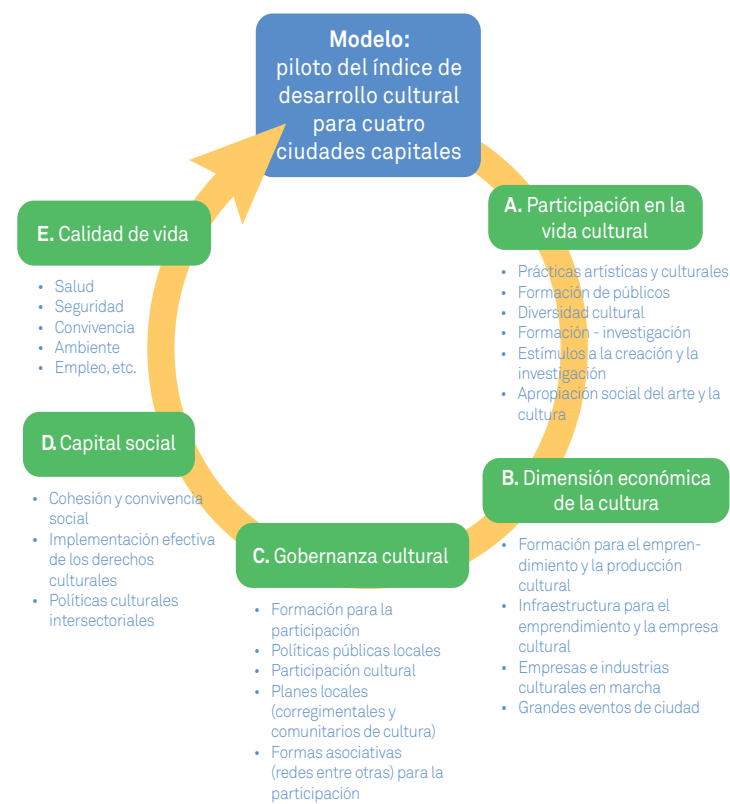 Modelo:
piloto del índice de
desarrollo cultural
para cuatro
ciudades capitales
A. Participación en la
vida cultural
• Prácticas artísticas y culturales
• Formación de públicos
• Diversidad cultural
• Formación - investigación
• Estímulos a la creación y la
investigación
• Apropiación social del arte y la
cultura
B. Dimensión económica
de la cultura
• Formación para el empren-
dimiento y la producción
cultural
• Infraestructura para el
emprendimiento y la empresa
cultural
• Empresas e industrias
culturales en marcha
• Grandes eventos de ciudad
C. Gobernanza cultural
• Formación para la
participación
• Políticas públicas locales
• Participación cultural
• Planes locales
(corregimentales y
comunitarios de cultura)
• Formas asociativas
(redes entre otras) para la
participación
D. Capital social
• Cohesión y convivencia
social
• Implementación efectiva
de los derechos
culturales
• Políticas culturales
intersectoriales
E. Calidad de vida
• Salud
• Seguridad
• Convivencia
• Ambiente
• Empleo, etc.